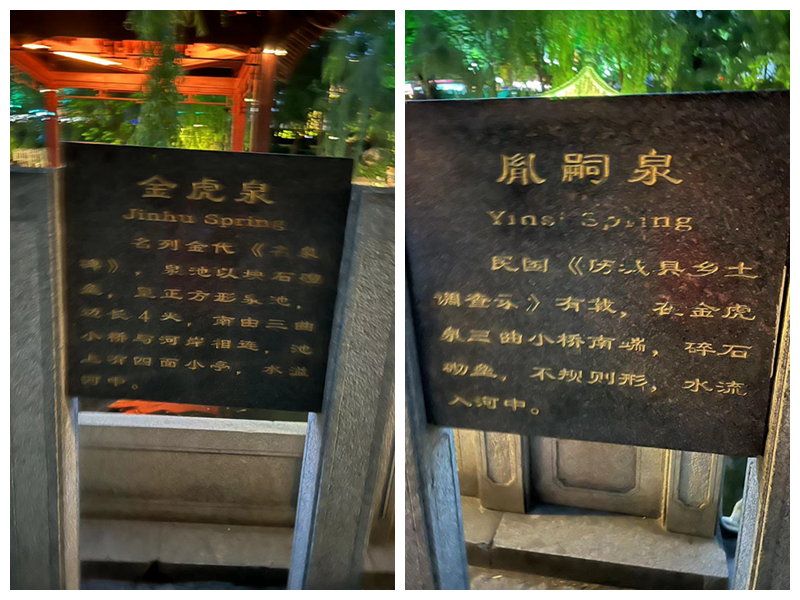 金虎泉
Jinhu Spring
名列金代《名泉
碑》，泉池以块石砌
垒，呈正方形泉池，
边长4米，南由三曲
小桥与河岸相连，池
上有四面小亭，水溢
河中。
胤嗣泉
Yinsi Spring
民国《历城县乡土
调查录》有载，在金虎
泉三曲小桥南端，碎石
砌垒，不规则形，水流
入河中。